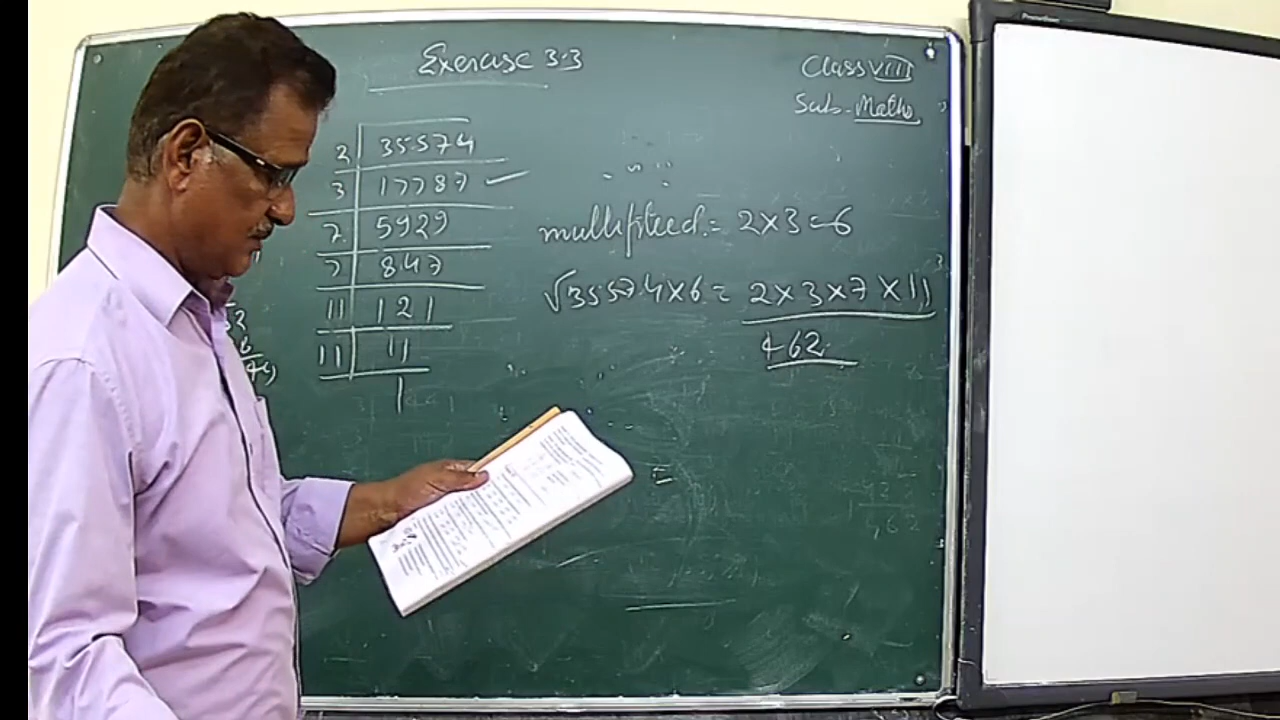 Exercise 3.3
Class VIII
Sub- Maths
2 | 35574
3 | 17787
7 | 5929
7 | 847
11 | 121
11 | 11
1
multiplied = 2×3=6
√35574×6 = 2×3×7×11
462